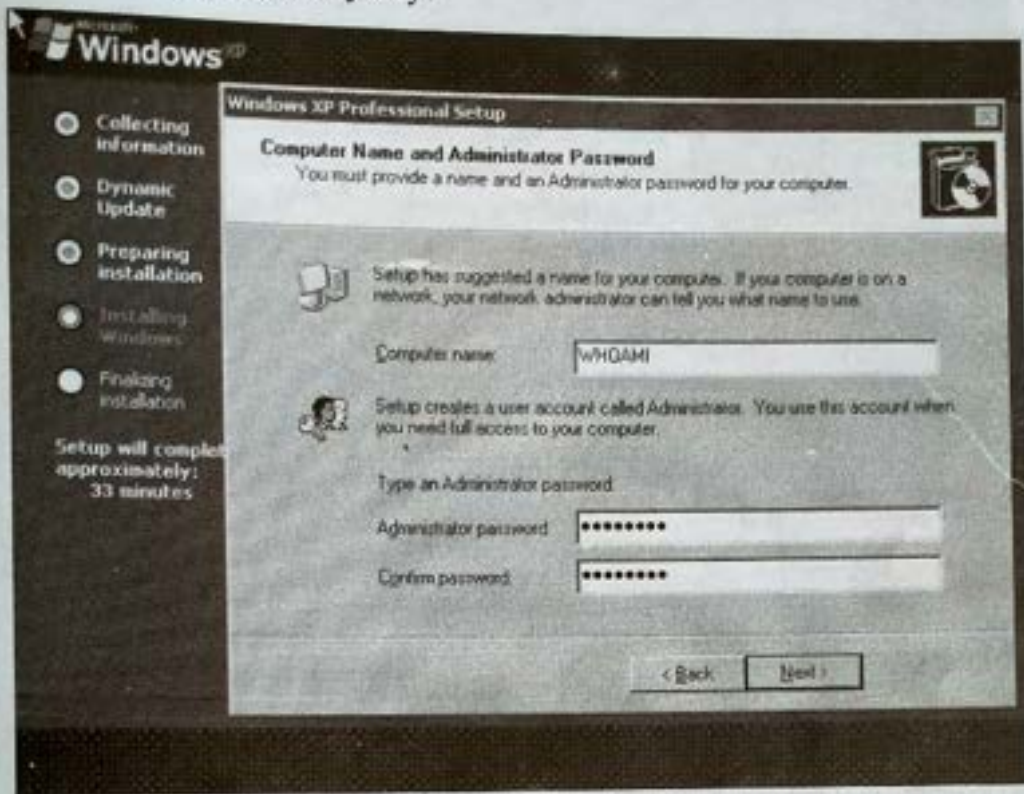 Microsoft
Windows xp
Collecting
information
Dynamic
Update
Preparing
installation
Installing
Windows
Finalizing
installation
Setup will complet
approximately:
33 minutes
Windows XP Professional Setup
Computer Name and Administrator Password
You must provide a name and an Administrator password for your computer.
Setup has suggested a name for your computer. If your computer is on a
network, your network administrator can tell you what name to use.
Computer name:
WHOAMI
Setup creates a user account called Administrator. You use this account when
you need full access to your computer.
Type an Administrator password.
Administrator password:
••••••••
Confirm password:
••••••••
< Back
Next >